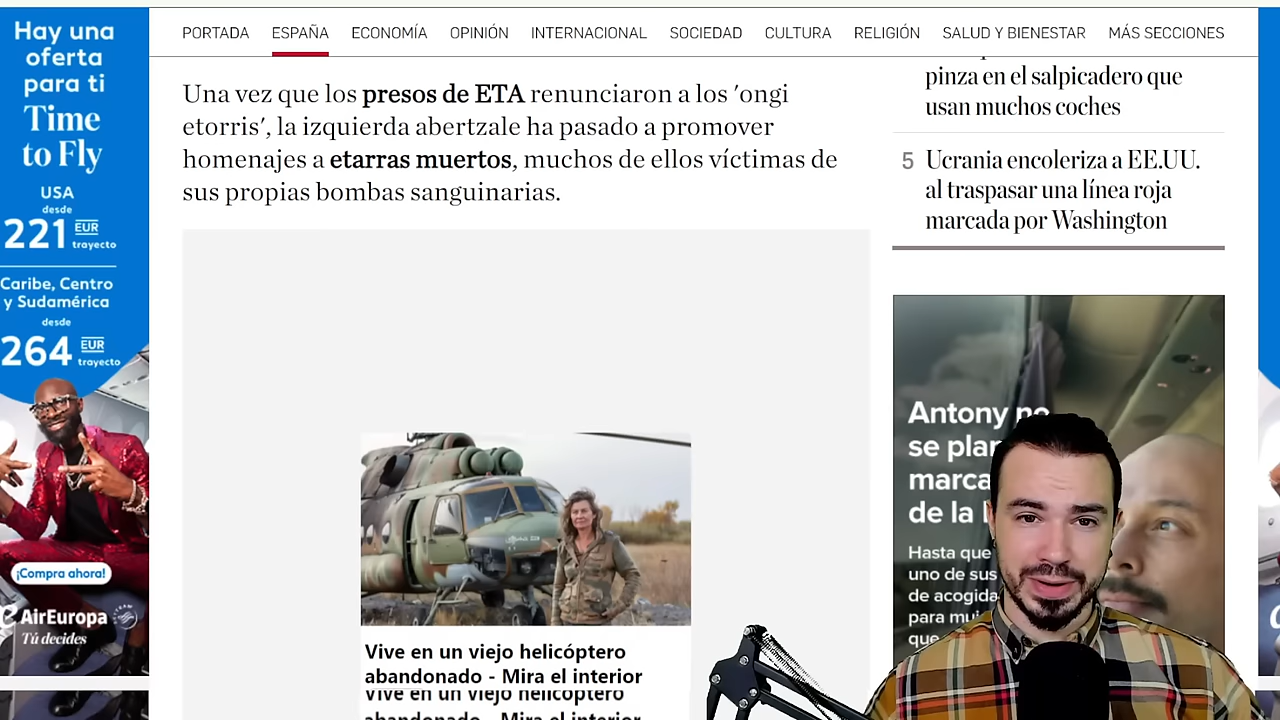 Hay una
oferta
para ti
Time
to Fly
USA
desde
221 EUR
trayecto
Caribe, Centro
y Sudamérica
desde
264 EUR
trayecto
¡Compra ahora!
AirEuropa
Tú decides
PORTADA ESPAÑA ECONOMÍA OPINIÓN INTERNACIONAL SOCIEDAD CULTURA RELIGIÓN SALUD Y BIENESTAR MÁS SECCIONES
Una vez que los presos de ETA renunciaron a los 'ongi
etorris', la izquierda abertzale ha pasado a promover
homenajes a etarras muertos, muchos de ellos víctimas de
sus propias bombas sanguinarias.
Vive en un viejo helicóptero
abandonado - Mira el interior
Vive en un viejo helicóptero
abandonado - Mira el interior
pinza en el salpicadero que
usan muchos coches
5 Ucrania encoleriza a EE.UU.
al traspasar una línea roja
marcada por Washington
Antony no
se
marca
de la
Hasta que
uno de sus
de acogida
para
que